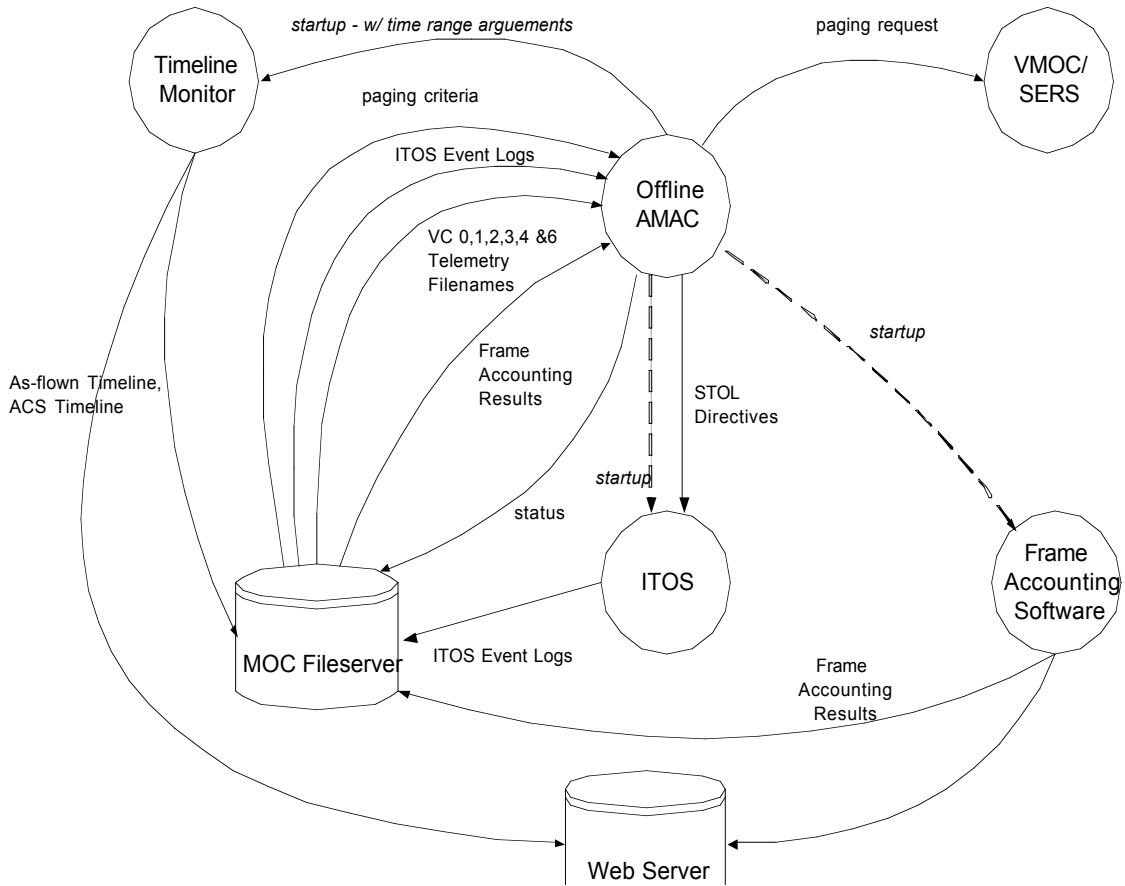 startup - w/ time range arguements
paging request
Timeline
Monitor
VMOC/
SERS
paging criteria
ITOS Event Logs
Offline
AMAC
VC 0,1,2,3,4 &6
Telemetry
Filenames
startup
Frame
Accounting
Results
As-flown Timeline,
ACS Timeline
STOL
Directives
startup
status
ITOS
Frame
Accounting
Software
MOC Fileserver
ITOS Event Logs
Frame
Accounting
Results
Web Server